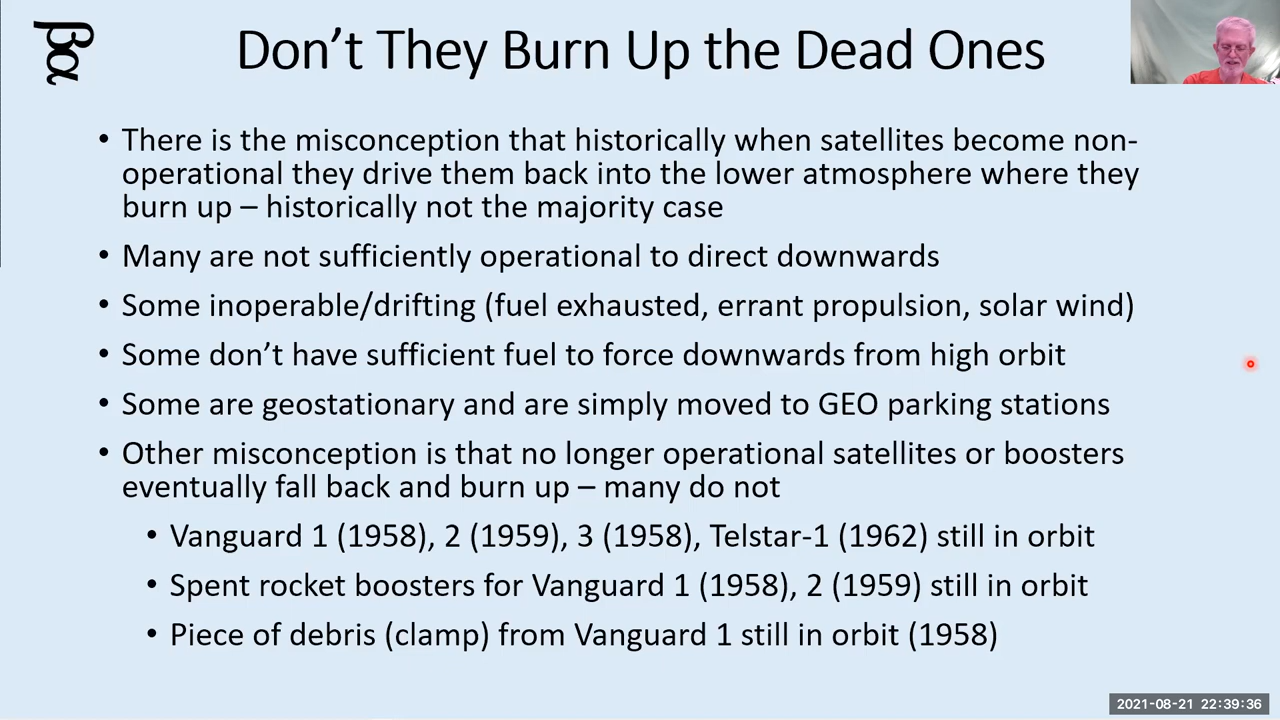 βα
Don’t They Burn Up the Dead Ones
• There is the misconception that historically when satellites become non-
operational they drive them back into the lower atmosphere where they
burn up – historically not the majority case
• Many are not sufficiently operational to direct downwards
• Some inoperable/drifting (fuel exhausted, errant propulsion, solar wind)
• Some don’t have sufficient fuel to force downwards from high orbit
• Some are geostationary and are simply moved to GEO parking stations
• Other misconception is that no longer operational satellites or boosters
eventually fall back and burn up – many do not
• Vanguard 1 (1958), 2 (1959), 3 (1958), Telstar-1 (1962) still in orbit
• Spent rocket boosters for Vanguard 1 (1958), 2 (1959) still in orbit
• Piece of debris (clamp) from Vanguard 1 still in orbit (1958)
2021-08-21 22:39:36